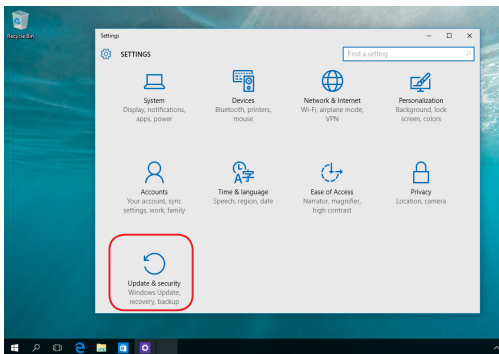 Recycle Bin
Settings
SETTINGS
Find a setting
System
Display, notifications,
apps, power
Devices
Bluetooth, printers,
mouse
Network & Internet
Wi-Fi, airplane mode,
VPN
Personalization
Background, lock
screen, colors
Accounts
Your account, sync
settings, work, family
Time & language
Speech, region, date
Ease of Access
Narrator, magnifier,
high contrast
Privacy
Location, camera
Update & security
Windows Update,
recovery, backup